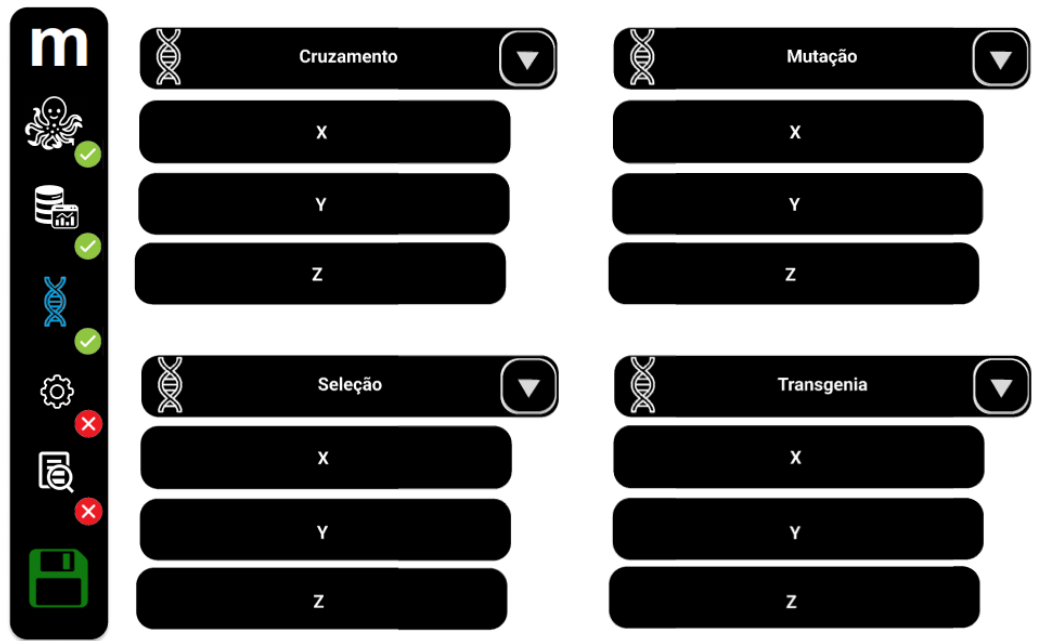 m
Cruzamento
X
Y
Z
Mutação
X
Y
Z
Seleção
X
Y
Z
Transgenia
X
Y
Z